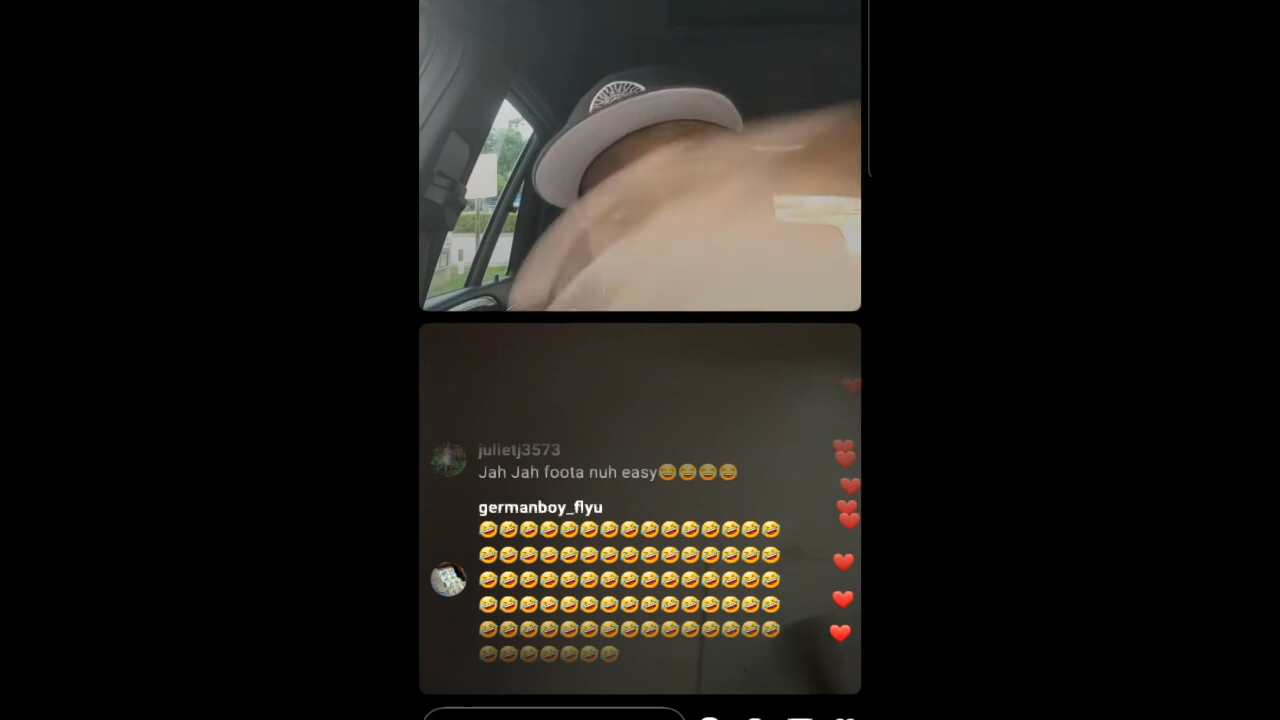 julietj3573
Jah Jah foota nuh easy😂😂😂😂
germanboy_flyu
🤣🤣🤣🤣🤣🤣🤣🤣🤣🤣🤣🤣🤣🤣🤣
🤣🤣🤣🤣🤣🤣🤣🤣🤣🤣🤣🤣🤣🤣🤣
🤣🤣🤣🤣🤣🤣🤣🤣🤣🤣🤣🤣🤣🤣🤣
🤣🤣🤣🤣🤣🤣🤣🤣🤣🤣🤣🤣🤣🤣🤣
🤣🤣🤣🤣🤣🤣🤣🤣🤣🤣🤣🤣🤣🤣🤣
🤣🤣🤣🤣🤣🤣🤣